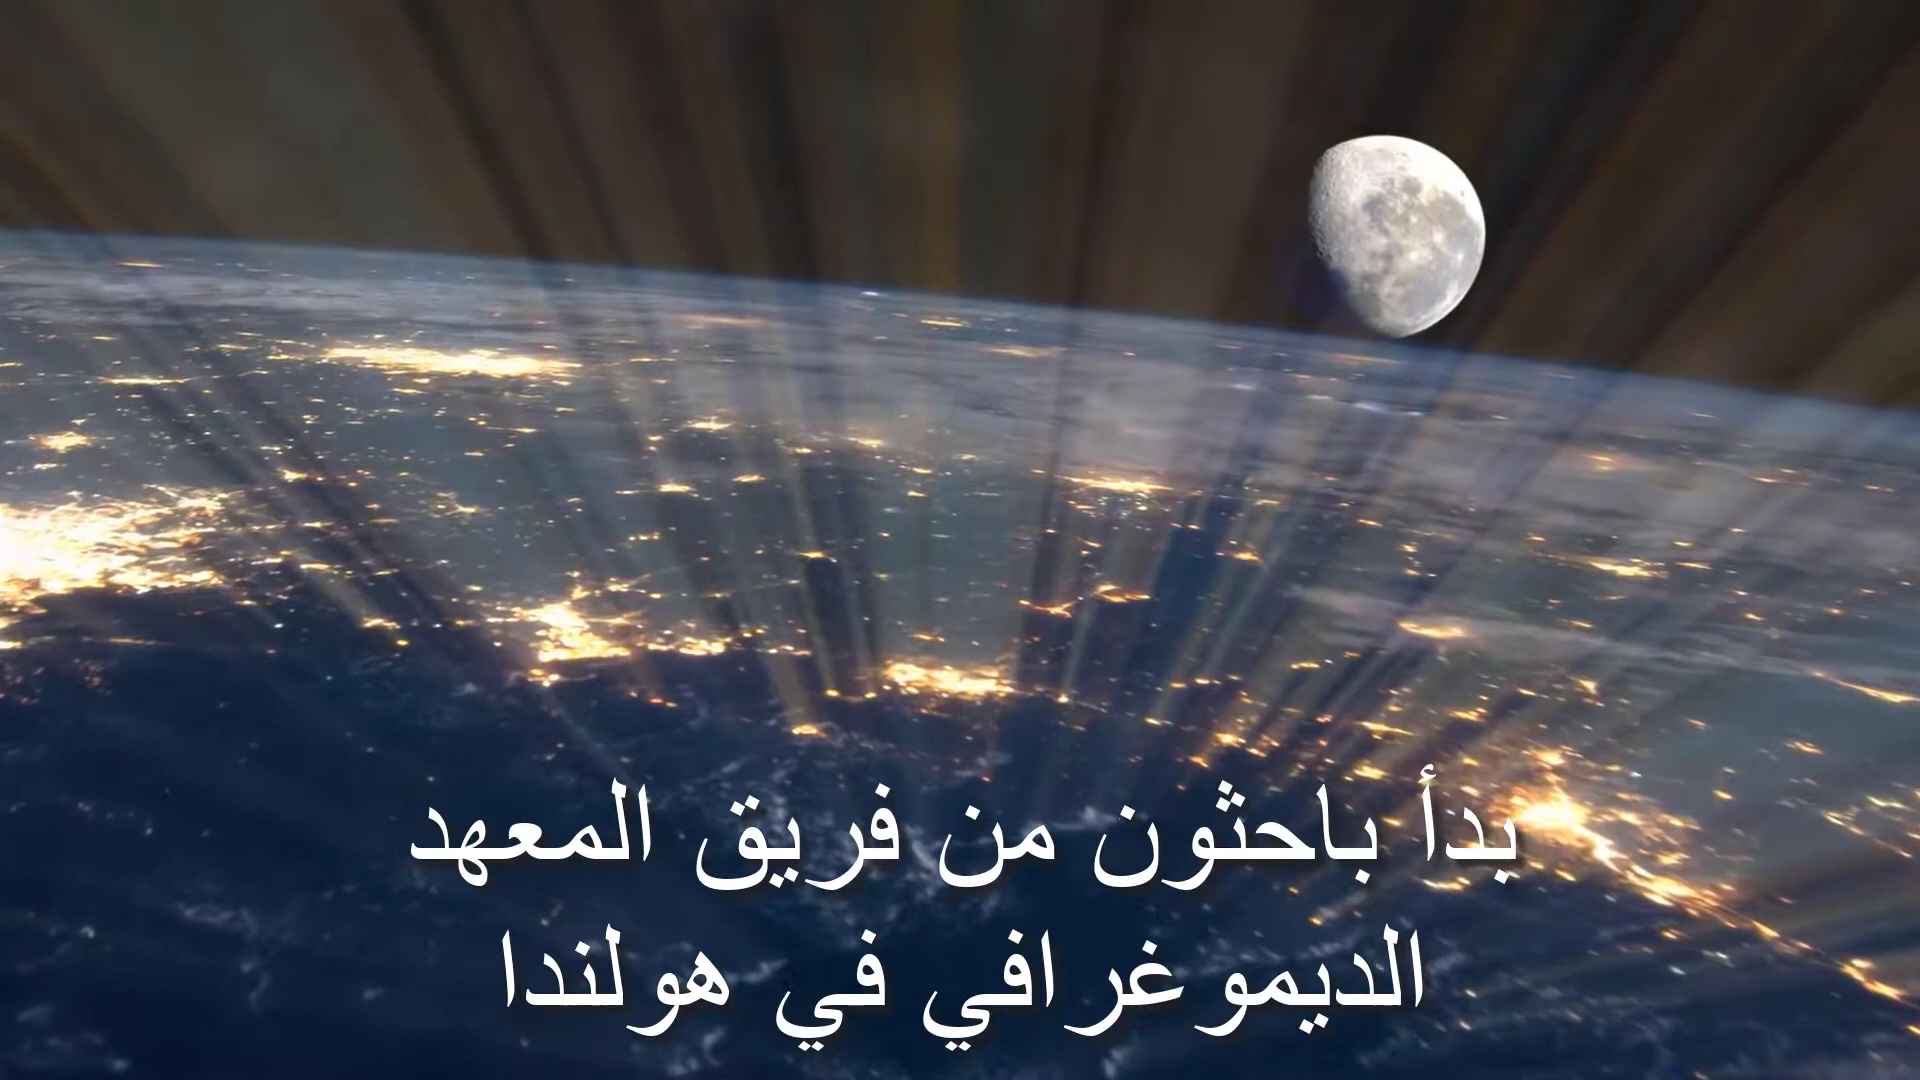 بدأ باحثون من فريق المعهد
الديموغرافي في هولندا